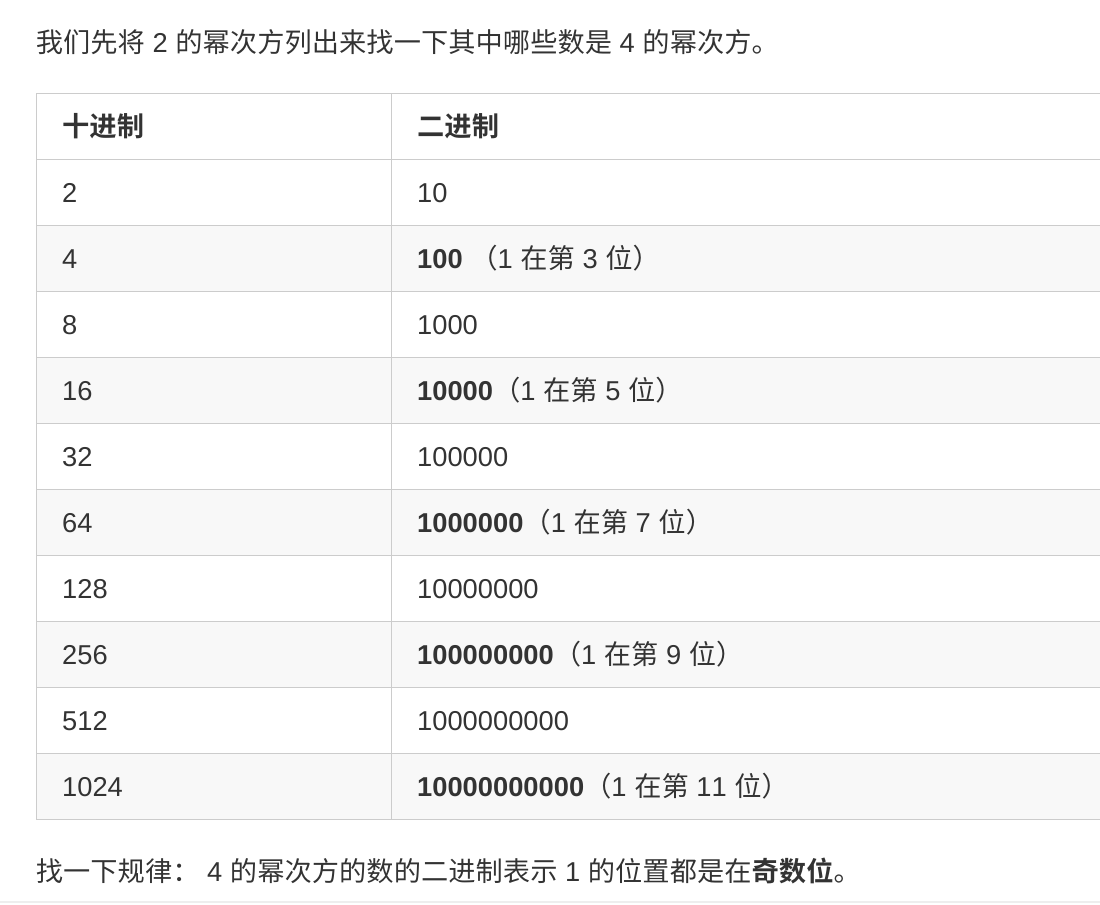 我们先将 2 的幂次方列出来找一下其中哪些数是 4 的幂次方。
十进制 二进制
2 10
4 100 （1 在第 3 位）
8 1000
16 10000（1 在第 5 位）
32 100000
64 1000000（1 在第 7 位）
128 10000000
256 100000000（1 在第 9 位）
512 1000000000
1024 10000000000（1 在第 11 位）
找一下规律： 4 的幂次方的数的二进制表示 1 的位置都是在奇数位。